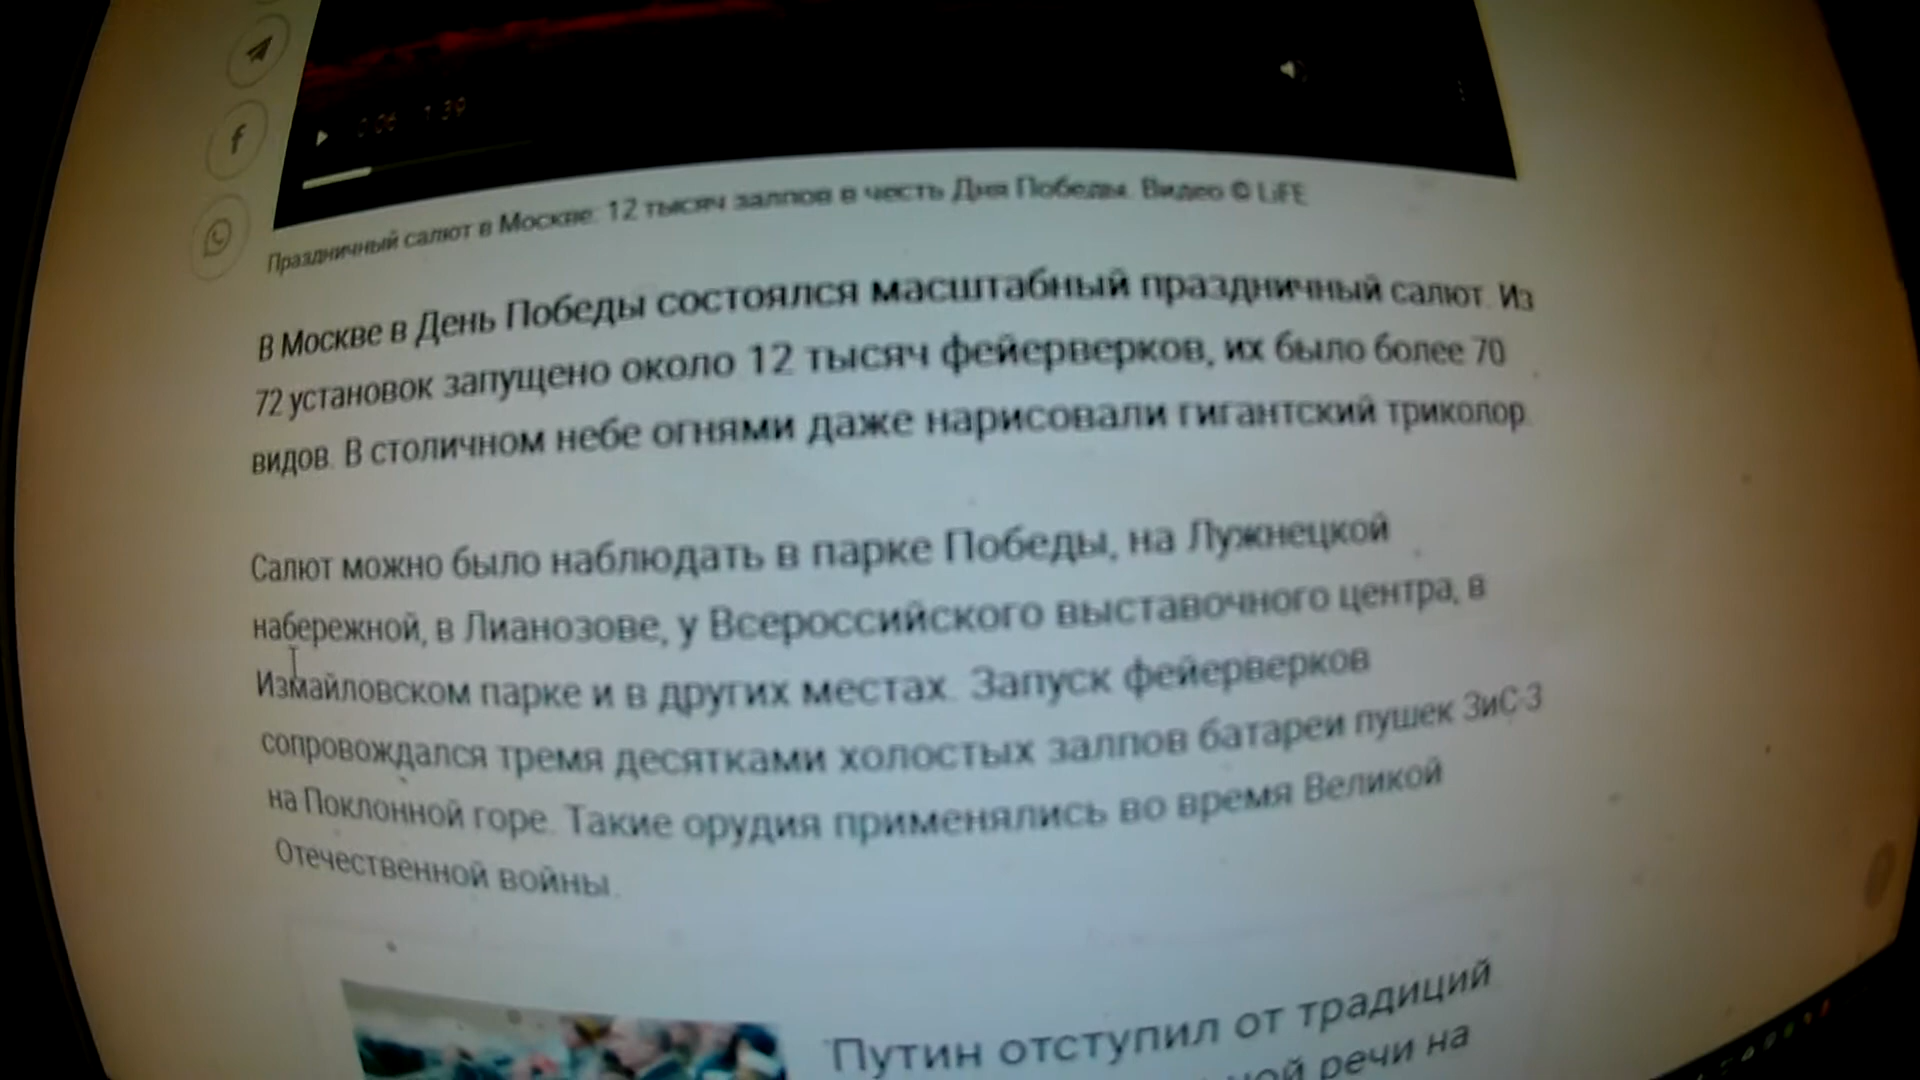 f
0:06 1:39
Праздничный салют в Москве: 12 тысяч залпов в честь Дня Победы. Видео © LIFE
В Москве в День Победы состоялся масштабный праздничный салют. Из
72 установок запущено около 12 тысяч фейерверков, их было более 70
видов. В столичном небе огнями даже нарисовали гигантский триколор.
Салют можно было наблюдать в парке Победы, на Лужнецкой
набережной, в Лианозове, у Всероссийского выставочного центра, в
Измайловском парке и в других местах. Запуск фейерверков
сопровождался тремя десятками холостых залпов батареи пушек ЗиС-3
на Поклонной горе. Такие орудия применялись во время Великой
Отечественной войны.
Путин отступил от традиций
речи на